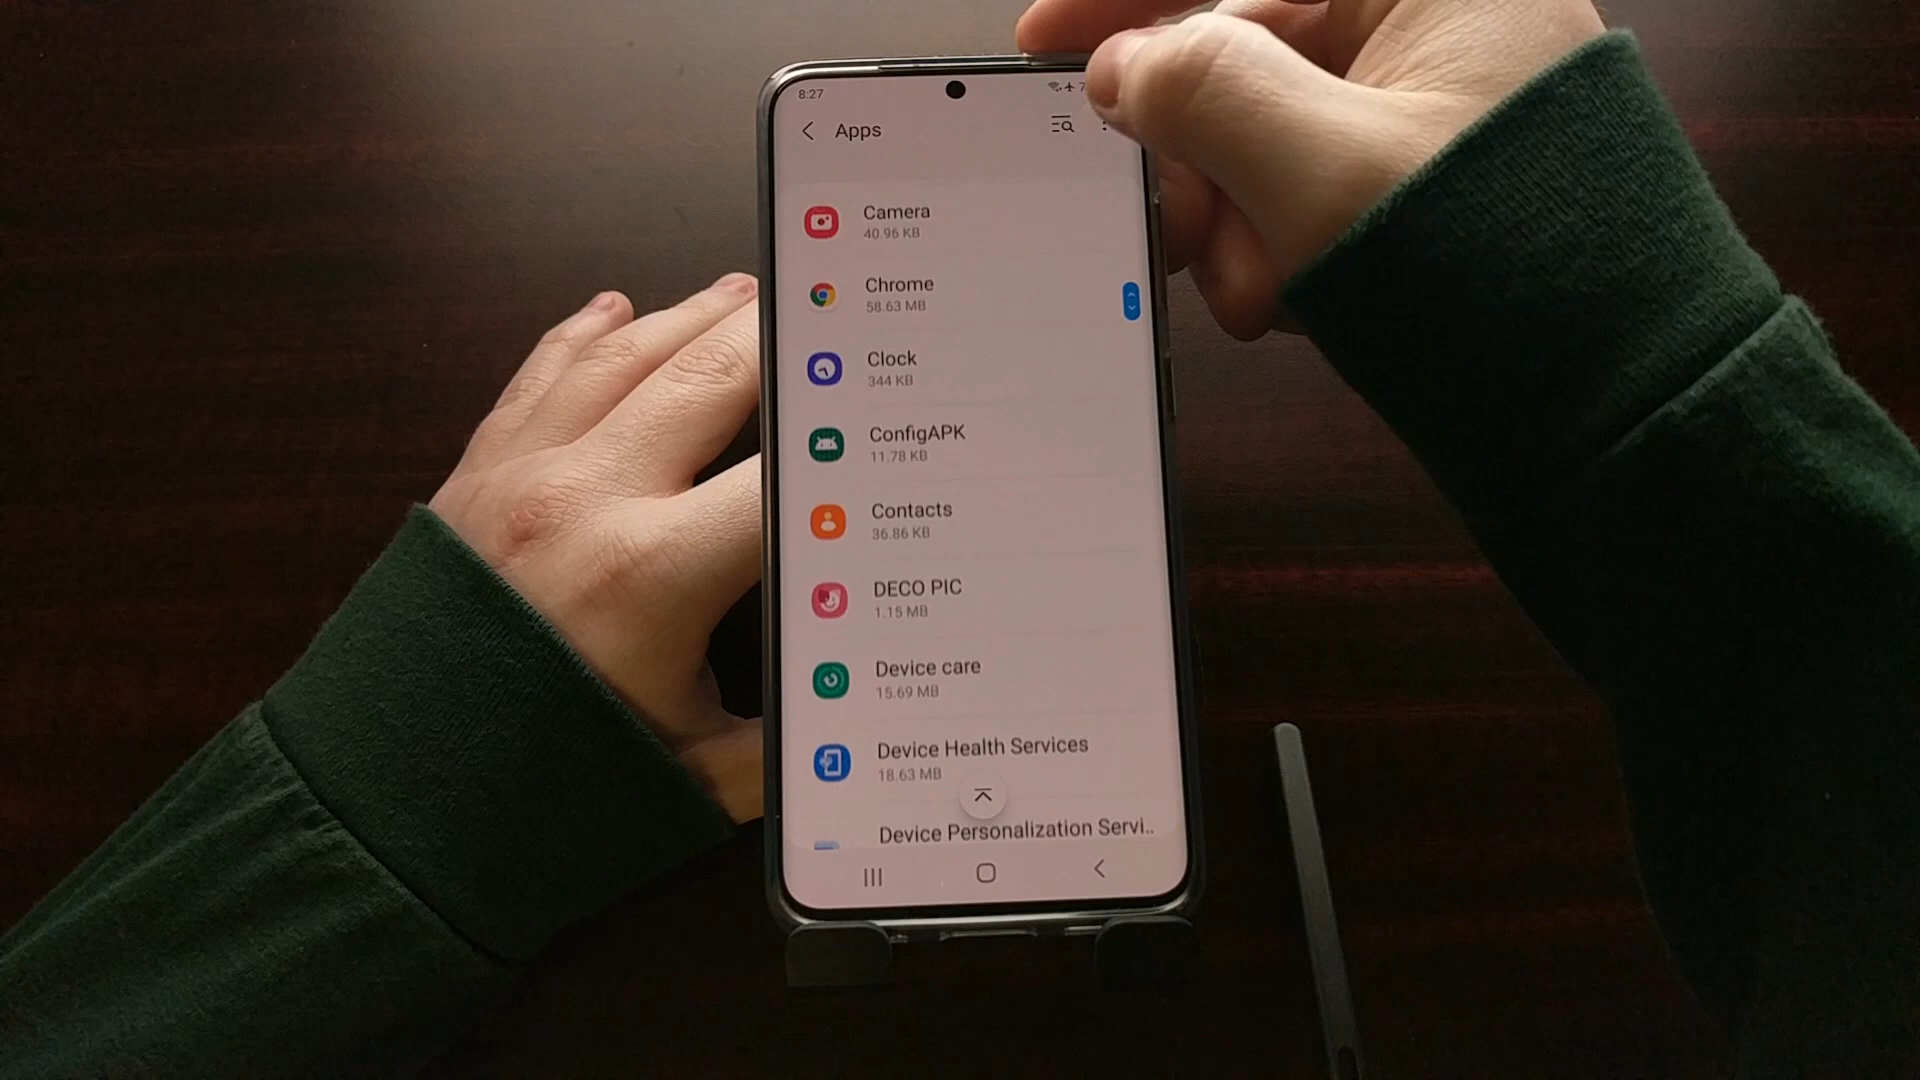 8:27
Apps
Camera
40.96 KB
Chrome
58.63 MB
Clock
344 KB
ConfigAPK
11.78 KB
Contacts
36.86 KB
DECO PIC
1.15 MB
Device care
15.69 MB
Device Health Services
18.63 MB
Device Personalization Servi..